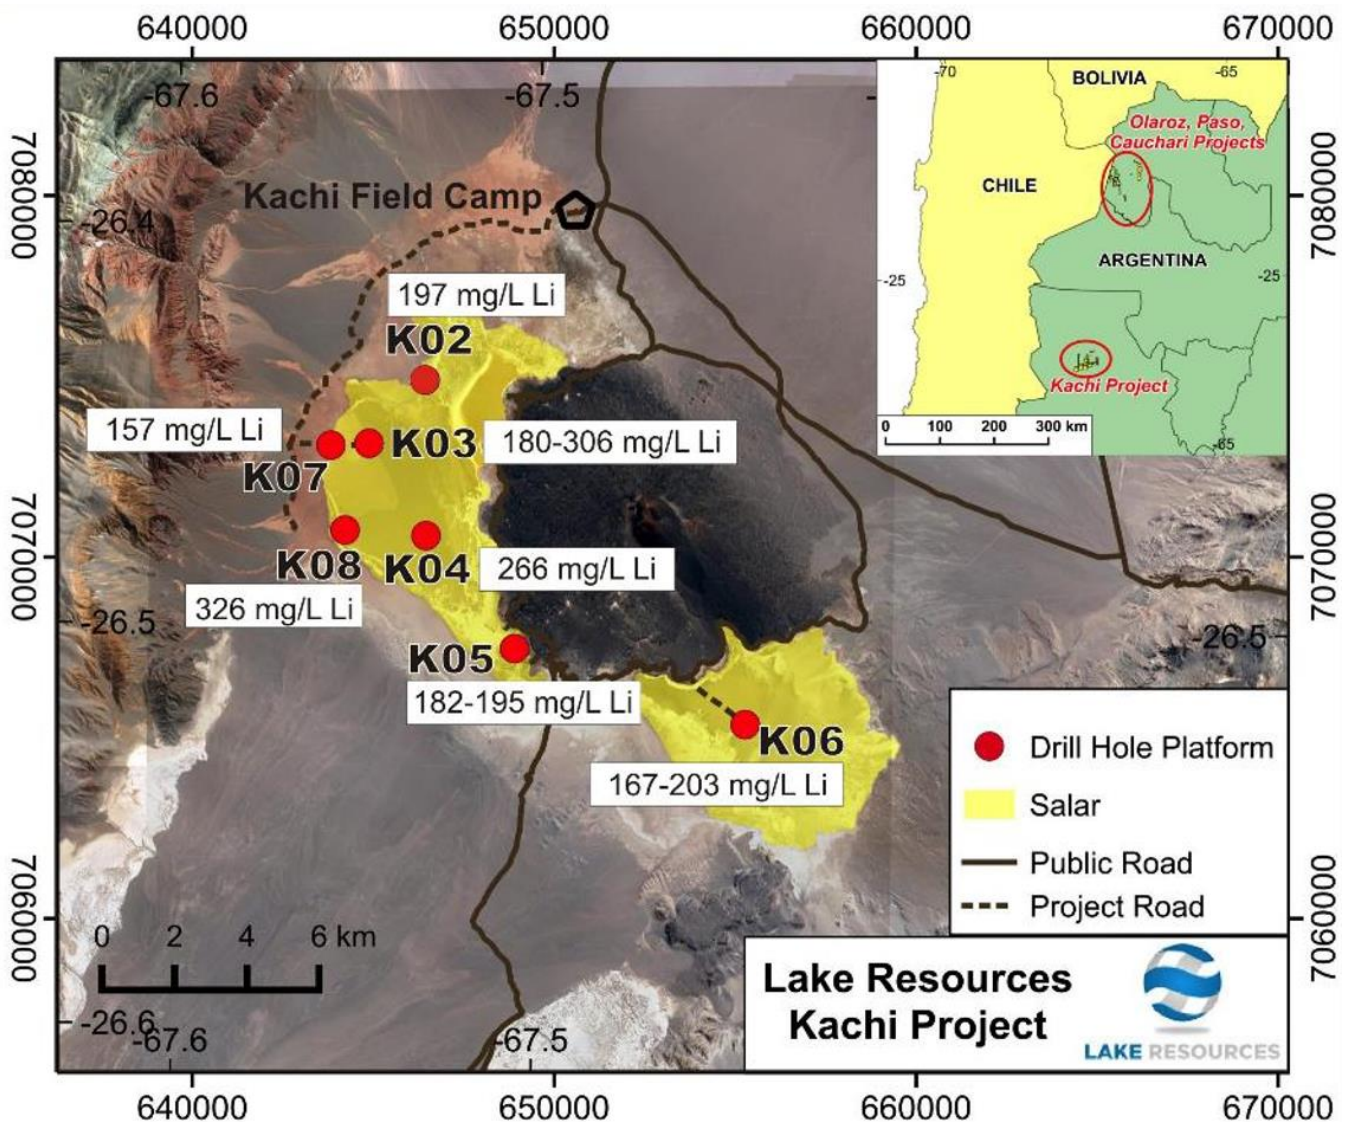 640000
650000
660000
670000
-67.6
-67.5
-
7080000
7070000
7060000
-26.4
-26.5
-26.6
Kachi Field Camp
197 mg/L Li
K02
157 mg/L Li
K03
180-306 mg/L Li
K07
K08
K04
266 mg/L Li
326 mg/L Li
K05
182-195 mg/L Li
K06
167-203 mg/L Li
-26.5
-70
-65
BOLIVIA
Olaroz, Paso,
Cauchari Projects
CHILE
ARGENTINA
-25
-25
Kachi Project
-65
0 100 200 300 km
7080000
7070000
7060000
Drill Hole Platform
Salar
Public Road
Project Road
0 2 4 6 km
-67.6
-67.5
Lake Resources
Kachi Project
LAKE RESOURCES
640000
650000
660000
670000